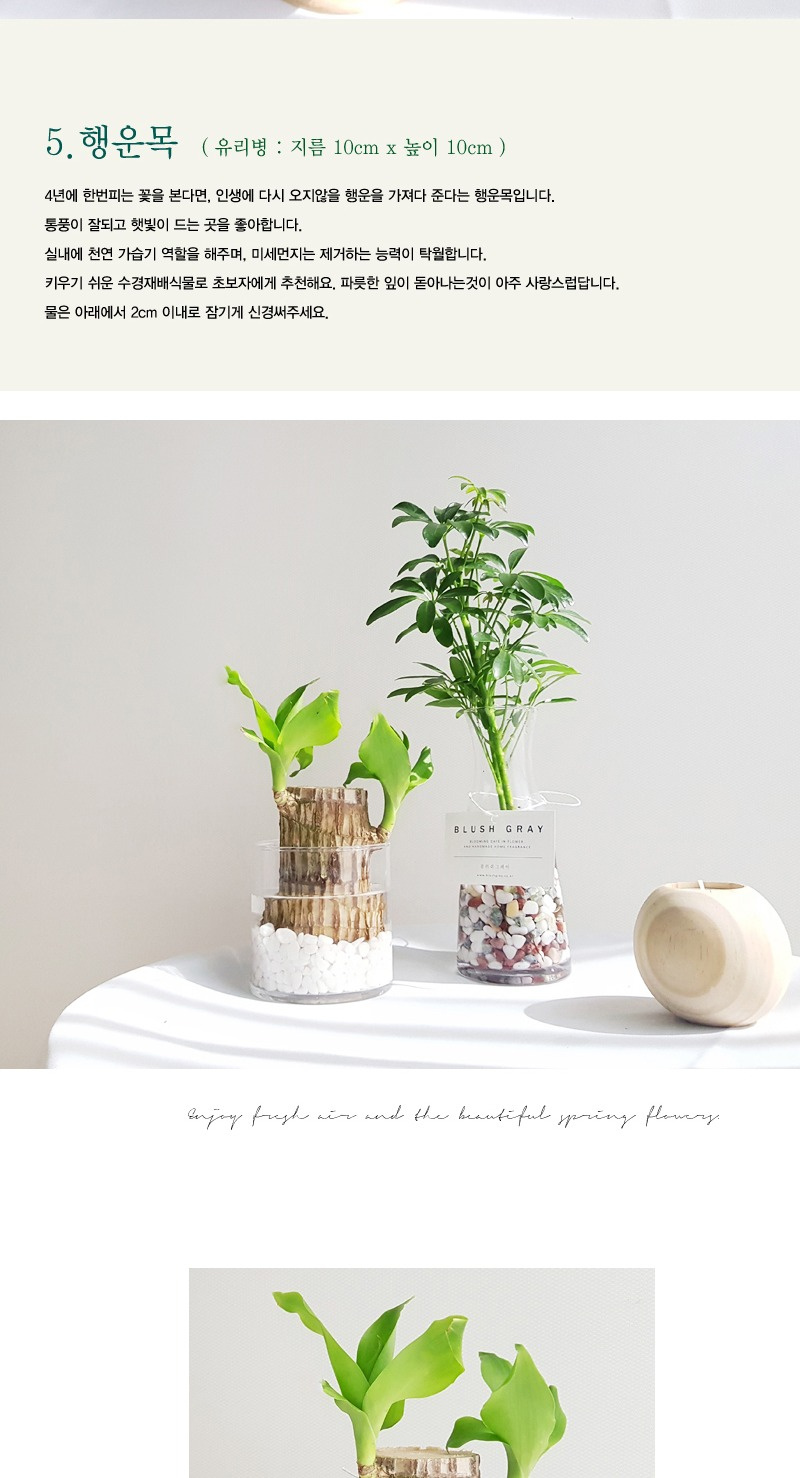 5. 행운목 ( 유리병 : 지름 10cm x 높이 10cm )
4년에 한번피는 꽃을 본다면, 인생에 다시 오지않을 행운을 가져다 준다는 행운목입니다.
통풍이 잘되고 햇빛이 드는 곳을 좋아합니다.
실내에 천연 가습기 역할을 해주며, 미세먼지는 제거하는 능력이 탁월합니다.
키우기 쉬운 수경재배식물로 초보자에게 추천해요. 파릇한 잎이 돋아나는것이 아주 사랑스럽답니다.
물은 아래에서 2cm 이내로 잠기게 신경써주세요.
BLUSH GRAY
Enjoy fresh air and the beautiful spring flowers.